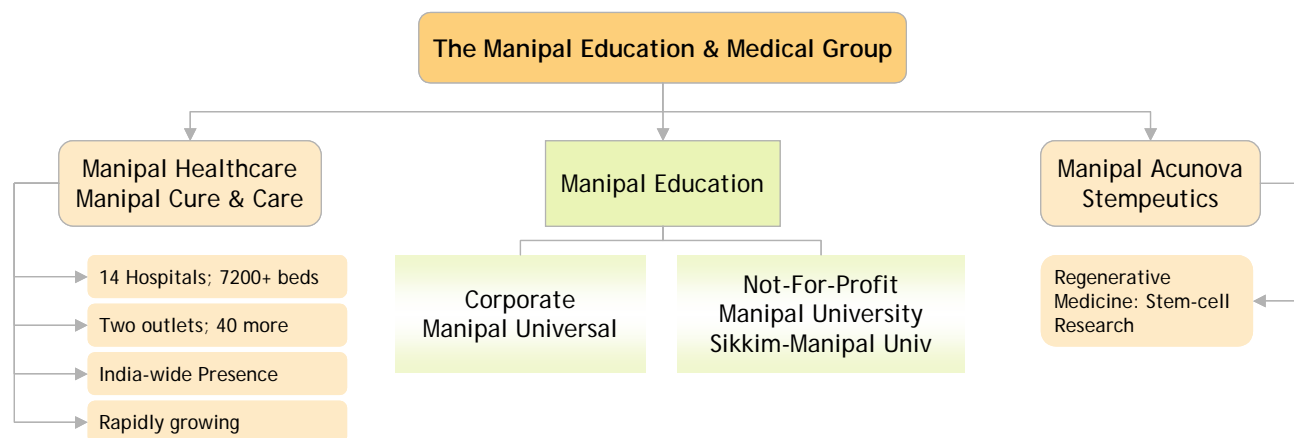 The Manipal Education & Medical Group
Manipal Healthcare
Manipal Cure & Care
Manipal Education
Manipal Acunova
Stempeutics
14 Hospitals; 7200+ beds
Two outlets; 40 more
India-wide Presence
Rapidly growing
Corporate
Manipal Universal
Not-For-Profit
Manipal University
Sikkim-Manipal Univ
Regenerative
Medicine: Stem-cell
Research